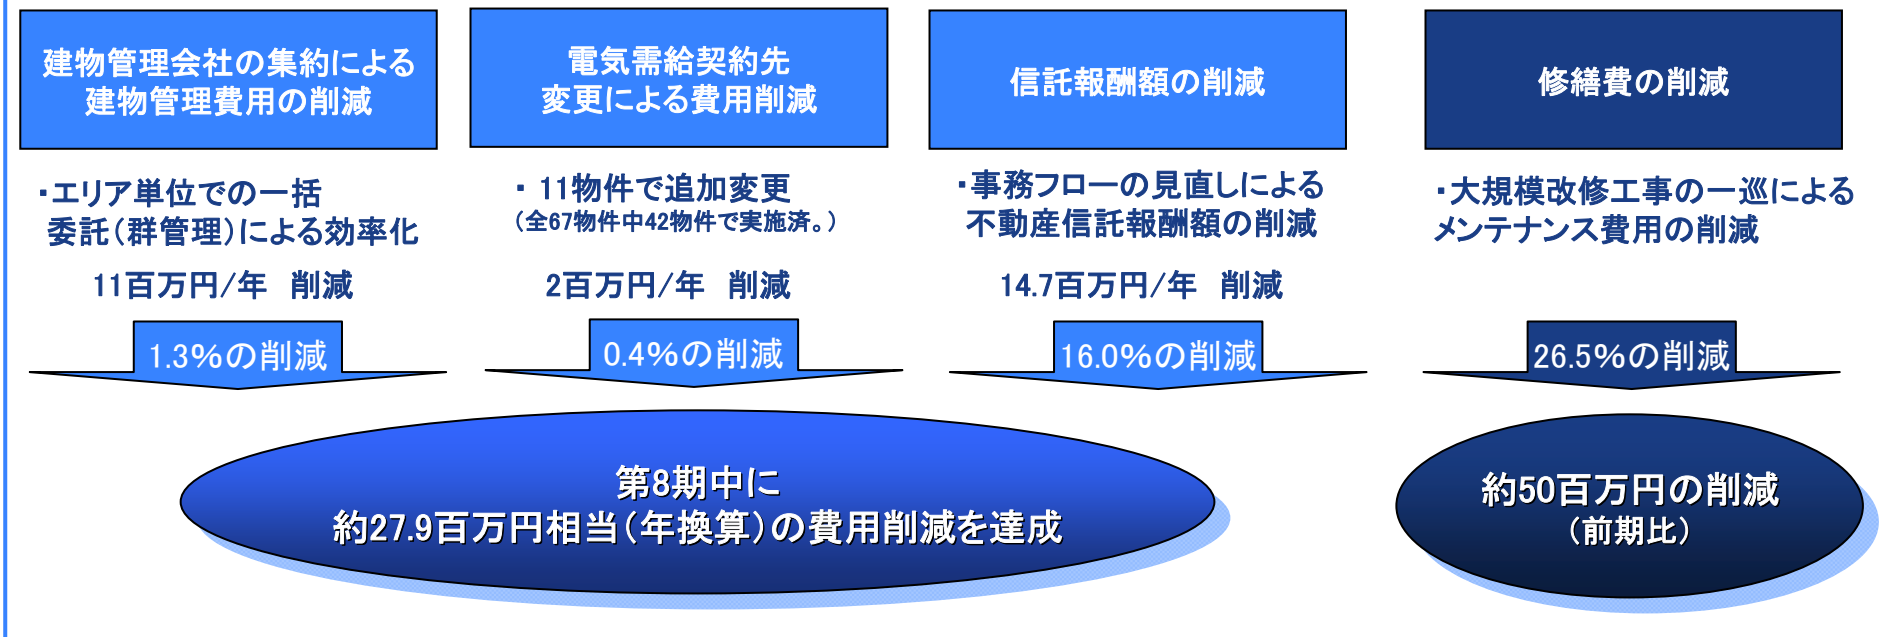 建物管理会社の集約による
建物管理費用の削減
・エリア単位での一括
委託（群管理）による効率化
11百万円/年　削減
1.3%の削減
電気需給契約先
変更による費用削減
・ 11物件で追加変更
（全67物件中42物件で実施済。）
2百万円/年　削減
0.4%の削減
信託報酬額の削減
・事務フローの見直しによる
不動産信託報酬額の削減
14.7百万円/年　削減
16.0%の削減
修繕費の削減
・大規模改修工事の一巡による
メンテナンス費用の削減
26.5%の削減
第8期中に
約27.9百万円相当（年換算）の費用削減を達成
約50百万円の削減
（前期比）